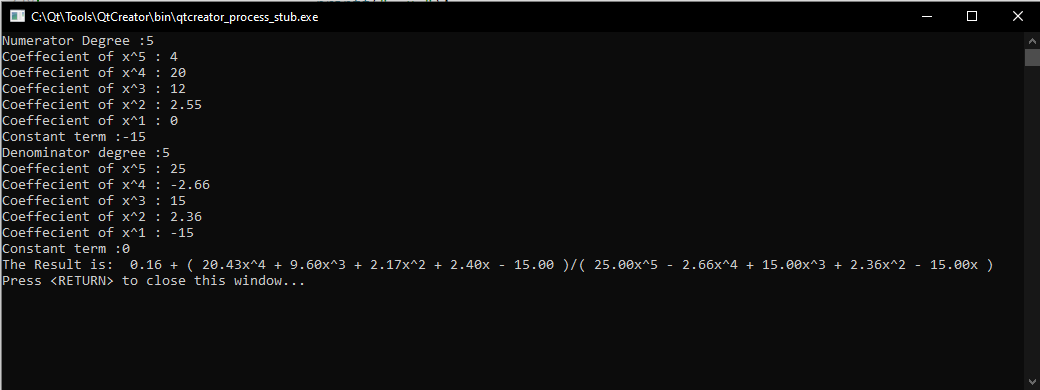 C:\Qt\Tools\QtCreator\bin\qtcreator_process_stub.exe
Numerator Degree :5
Coeffecient of x^5 : 4
Coeffecient of x^4 : 20
Coeffecient of x^3 : 12
Coeffecient of x^2 : 2.55
Coeffecient of x^1 : 0
Constant term :-15
Denominator degree :5
Coeffecient of x^5 : 25
Coeffecient of x^4 : -2.66
Coeffecient of x^3 : 15
Coeffecient of x^2 : 2.36
Coeffecient of x^1 : -15
Constant term :0
The Result is:  0.16 + ( 20.43x^4 + 9.60x^3 + 2.17x^2 + 2.40x - 15.00 )/( 25.00x^5 - 2.66x^4 + 15.00x^3 + 2.36x^2 - 15.00x )
Press <RETURN> to close this window...